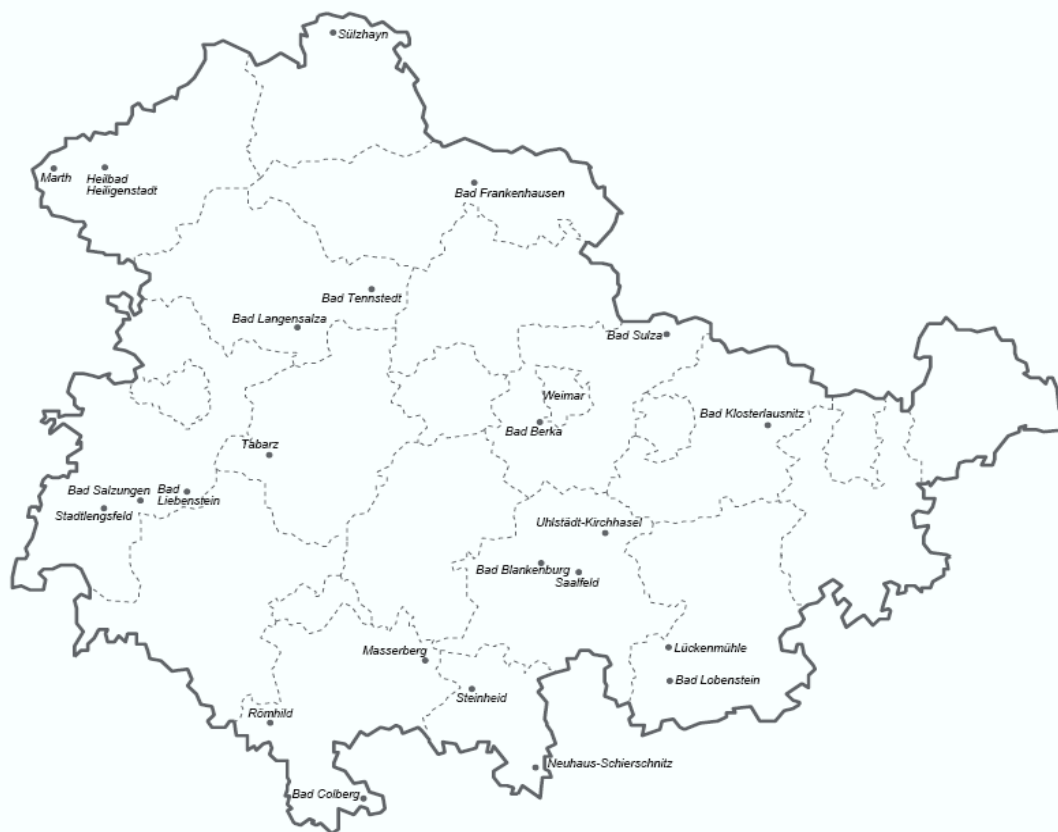 Sülzhayn
Marth
Heilbad
Heiligenstadt
Bad Frankenhausen
Bad Tennstedt
Bad Langensalza
Bad Sulza
Weimar
Bad Klosterlausnitz
Bad Berka
Tabarz
Bad Salzungen
Bad
Liebenstein
Stadtlengsfeld
Uhlstädt-Kirchhasel
Bad Blankenburg
Saalfeld
Masserberg
Lückenmühle
Bad Lobenstein
Steinheid
Römhild
Neuhaus-Schierschnitz
Bad Colberg